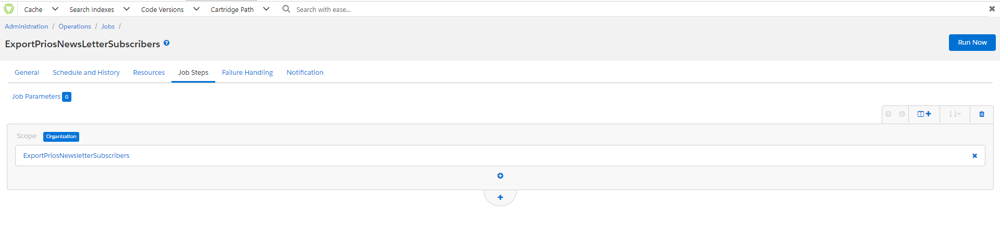 Cache Search Indexes Code Versions Cartridge Path Search with ease...
Administration / Operations / Jobs /
ExportPriosNewsLetterSubscribers
Run Now
General Schedule and History Resources Job Steps Failure Handling Notification
Job Parameters 0
Scope: Organization
ExportPriosNewsletterSubscribers